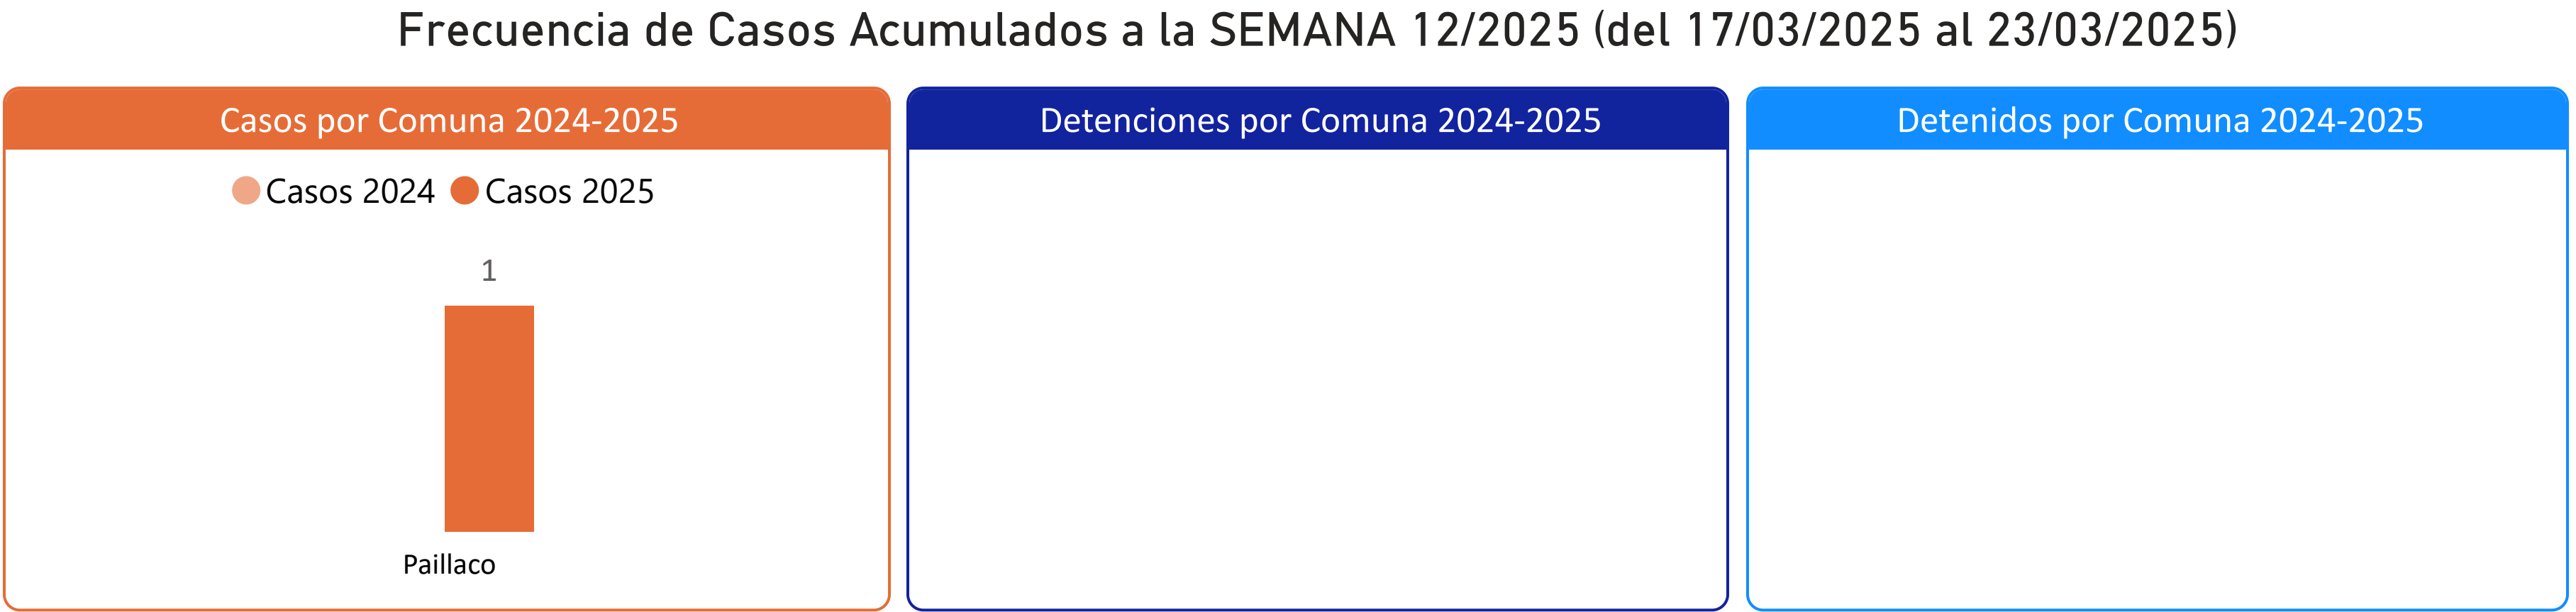 Frecuencia de Casos Acumulados a la SEMANA 12/2025 (del 17/03/2025 al 23/03/2025)
Casos por Comuna 2024-2025
Casos 2024 Casos 2025
1
Paillaco
Detenciones por Comuna 2024-2025
Detenidos por Comuna 2024-2025